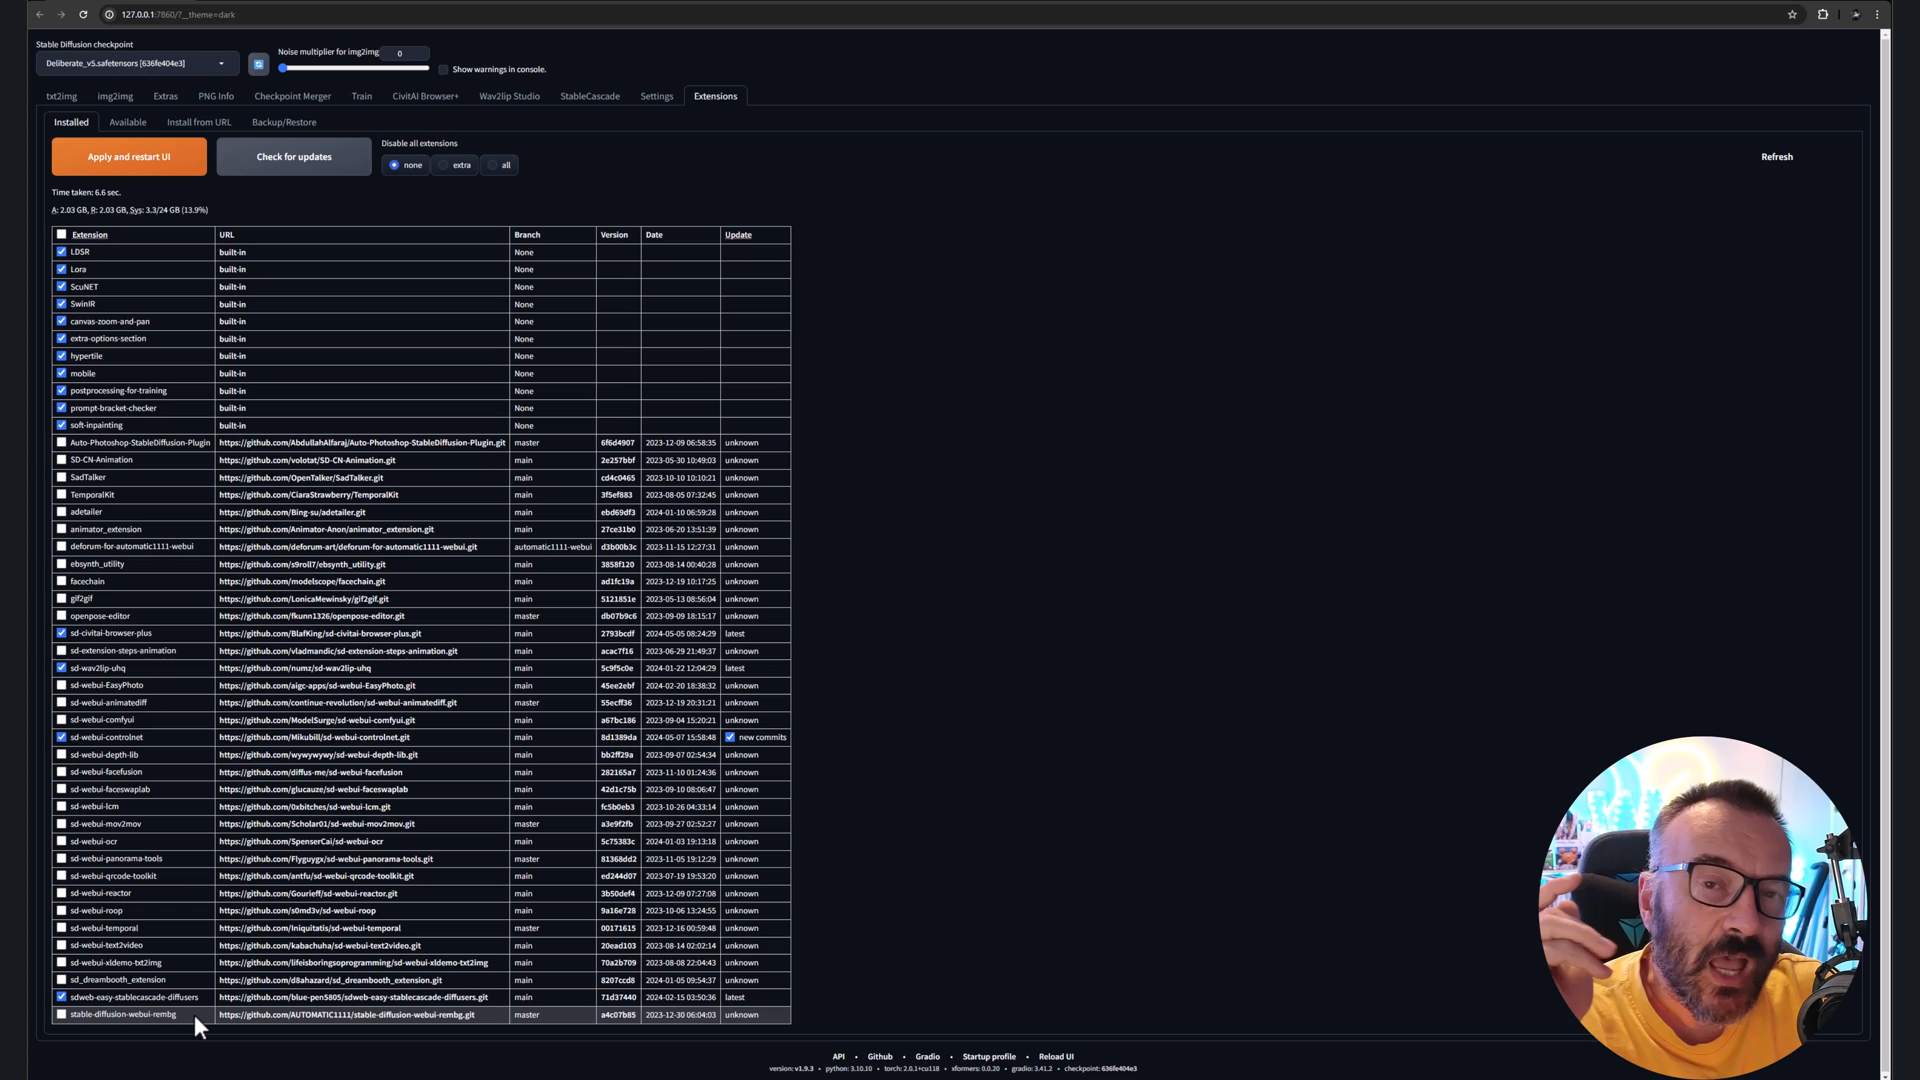 127.0.0.1:7860/?__theme=dark
Stable Diffusion checkpoint
Deliberate_v5.safetensors [636fe404e3]
Noise multiplier for img2img
0
Show warnings in console.
txt2img img2img Extras PNG Info Checkpoint Merger Train CivitAI Browser+ Wav2lip Studio StableCascade Settings Extensions
Installed Available Install from URL Backup/Restore
Apply and restart UI
Check for updates
Disable all extensions
none extra all
Refresh
Time taken: 6.6 sec.
A: 2.03 GB, R: 2.03 GB, Sys: 3.3/24 GB (13.9%)
Extension URL Branch Version Date Update
LDSR built-in None
Lora built-in None
ScuNET built-in None
SwinIR built-in None
canvas-zoom-and-pan built-in None
extra-options-section built-in None
hypertile built-in None
mobile built-in None
postprocessing-for-training built-in None
prompt-bracket-checker built-in None
soft-inpainting built-in None
Auto-Photoshop-StableDiffusion-Plugin https://github.com/AbdullahAlfaraj/Auto-Photoshop-StableDiffusion-Plugin.git master 6f6d4907 2023-12-09 06:58:35 unknown
SD-CN-Animation https://github.com/volotat/SD-CN-Animation.git main 2e257bbf 2023-05-30 10:49:03 unknown
SadTalker https://github.com/OpenTalker/SadTalker.git main cd4c0465 2023-10-10 10:10:21 unknown
TemporalKit https://github.com/CiaraStrawberry/TemporalKit main 3f5ef883 2023-08-05 07:32:45 unknown
adetailer https://github.com/Bing-su/adetailer.git main ebd69df3 2024-01-10 06:59:28 unknown
animator_extension https://github.com/Animator-Anon/animator_extension.git main 27ce31b0 2023-06-20 13:51:39 unknown
deforum-for-automatic1111-webui https://github.com/deforum-art/deforum-for-automatic1111-webui.git automatic1111-webui d3b00b3c 2023-11-15 12:27:31 unknown
ebsynth_utility https://github.com/s9roll7/ebsynth_utility.git main 3858f120 2023-08-14 00:40:28 unknown
facechain https://github.com/modelscope/facechain.git main ad1fc19a 2023-12-19 10:17:25 unknown
gif2gif https://github.com/LonicaMewinsky/gif2gif.git main 5121851e 2023-05-13 08:56:04 unknown
openpose-editor https://github.com/fkunn1326/openpose-editor.git master db07b9c6 2023-09-09 18:15:17 unknown
sd-civitai-browser-plus https://github.com/BlafKing/sd-civitai-browser-plus.git main 2793bcdf 2024-05-05 08:24:29 latest
sd-extension-steps-animation https://github.com/vladmandic/sd-extension-steps-animation.git main acac7f16 2023-06-29 21:49:37 unknown
sd-wav2lip-uhq https://github.com/numz/sd-wav2lip-uhq main 5c9f5c0e 2024-01-22 12:04:29 latest
sd-webui-EasyPhoto https://github.com/aigc-apps/sd-webui-EasyPhoto.git main 45ee2ebf 2024-02-20 18:38:32 unknown
sd-webui-animatediff https://github.com/continue-revolution/sd-webui-animatediff.git master 55ecff36 2023-12-19 20:31:21 unknown
sd-webui-comfyui https://github.com/ModelSurge/sd-webui-comfyui.git main a67bc186 2023-09-04 15:20:21 unknown
sd-webui-controlnet https://github.com/Mikubill/sd-webui-controlnet.git main 8d1389da 2024-05-07 15:58:48 new commits
sd-webui-depth-lib https://github.com/wywywywy/sd-webui-depth-lib.git main bb2ff29a 2023-09-07 02:54:34 unknown
sd-webui-facefusion https://github.com/diffus-me/sd-webui-facefusion main 282165a7 2023-11-10 01:24:36 unknown
sd-webui-faceswaplab https://github.com/glucauze/sd-webui-faceswaplab main 42d1c75b 2023-09-10 08:06:47 unknown
sd-webui-lcm https://github.com/0xbitches/sd-webui-lcm.git main fc5b0eb3 2023-10-26 04:33:14 unknown
sd-webui-mov2mov https://github.com/Scholar01/sd-webui-mov2mov.git master a3e9f2fb 2023-09-27 02:52:27 unknown
sd-webui-ocr https://github.com/SpenserCai/sd-webui-ocr main 5c75383c 2024-01-03 19:13:18 unknown
sd-webui-panorama-tools https://github.com/Flyguygx/sd-webui-panorama-tools.git master 81368dd2 2023-11-05 19:12:29 unknown
sd-webui-qrcode-toolkit https://github.com/antfu/sd-webui-qrcode-toolkit.git main ed244d07 2023-07-19 19:53:20 unknown
sd-webui-reactor https://github.com/Gourieff/sd-webui-reactor.git main 3b50def4 2023-12-09 07:27:08 unknown
sd-webui-roop https://github.com/s0md3v/sd-webui-roop main 9a16e728 2023-10-06 13:24:55 unknown
sd-webui-temporal https://github.com/Iniquitatis/sd-webui-temporal main 00171615 2023-12-16 00:59:48 unknown
sd-webui-text2video https://github.com/kabachuha/sd-webui-text2video.git main 20ead103 2023-08-14 02:02:14 unknown
sd-webui-xldemo-txt2img https://github.com/lifeisboringsoprogramming/sd-webui-xldemo-txt2img main 70a2b709 2023-08-08 22:04:43 unknown
sd_dreambooth_extension https://github.com/d8ahazard/sd_dreambooth_extension.git main 8207ccd8 2024-01-05 09:54:37 unknown
sdweb-easy-stablecascade-diffusers https://github.com/blue-pen5805/sdweb-easy-stablecascade-diffusers.git main 71d37440 2024-02-15 03:50:36 latest
stable-diffusion-webui-rembg https://github.com/AUTOMATIC1111/stable-diffusion-webui-rembg.git master a4c07b85 2023-12-30 06:04:03 unknown
API • Github • Gradio • Startup profile • Reload UI
version: v1.9.3 • python: 3.10.10 • torch: 2.0.1+cu118 • xformers: 0.0.20 • gradio: 3.41.2 • checkpoint: 636fe404e3